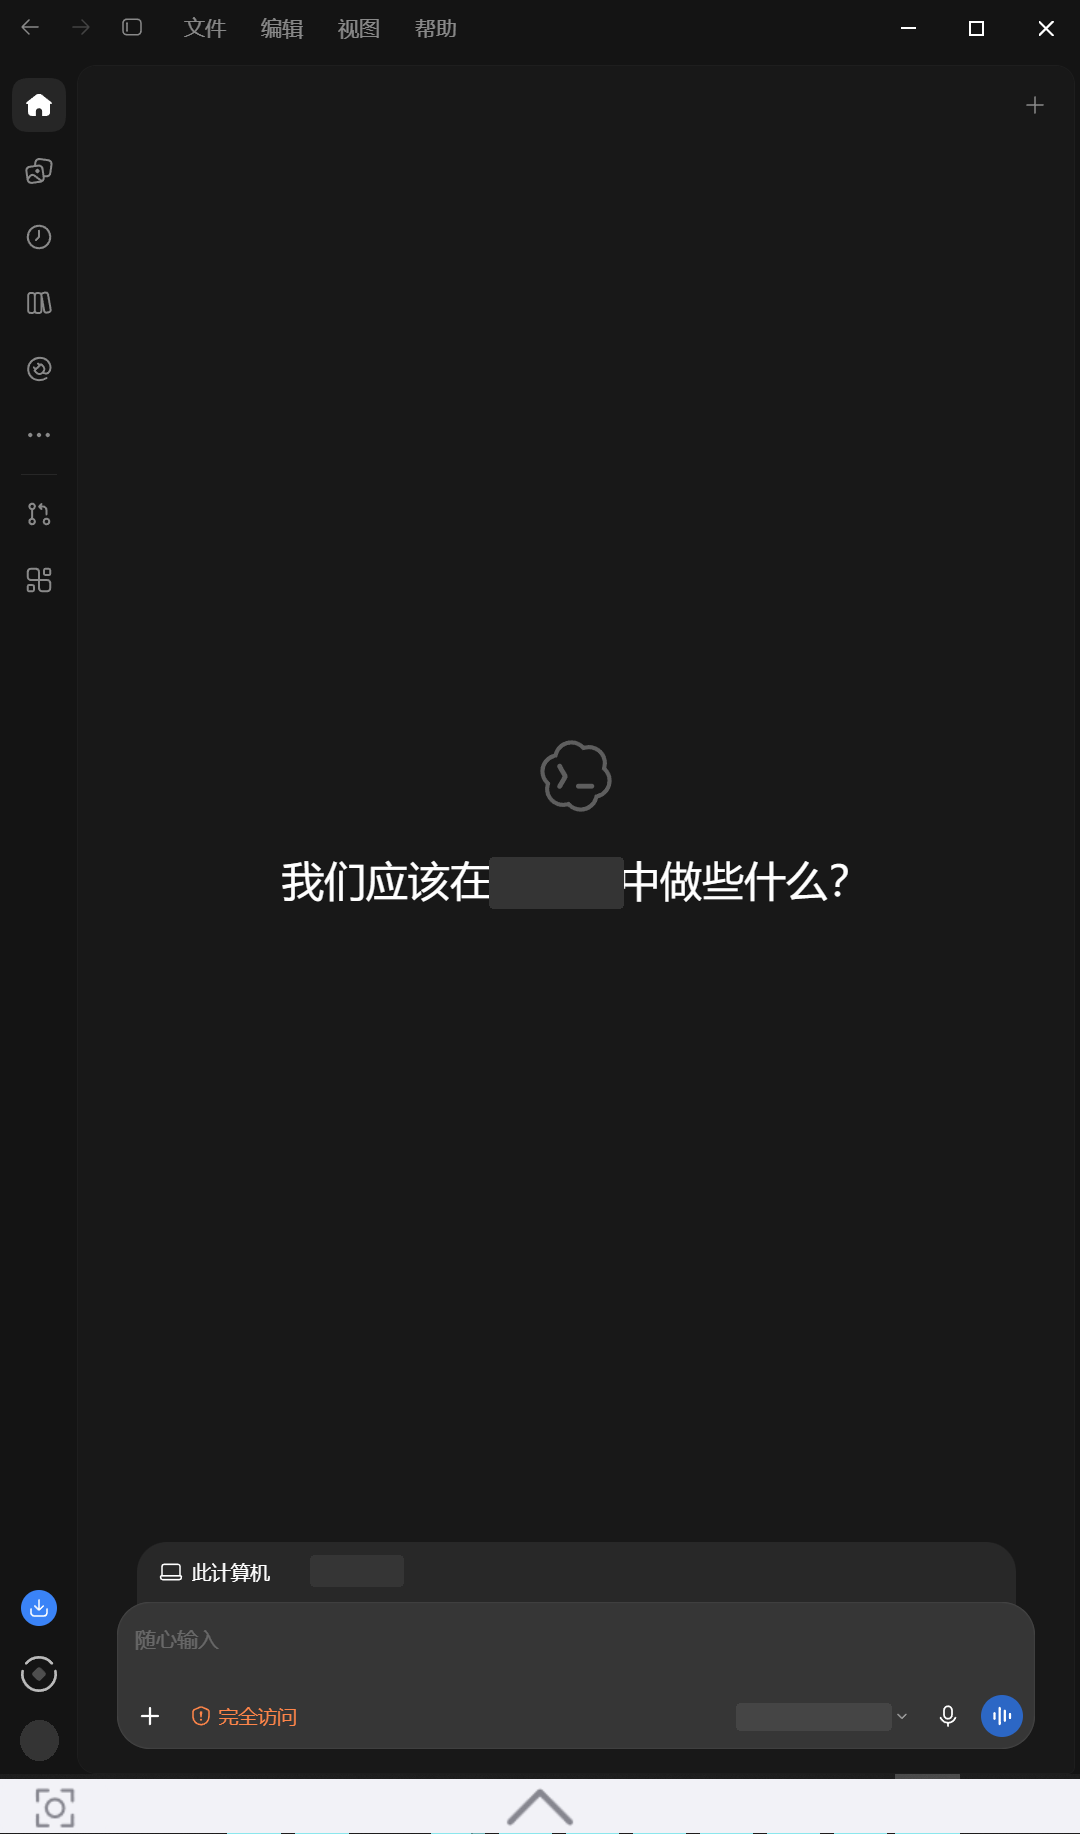 文件 编辑 视图 帮助
我们应该在 中做些什么？
此计算机
随心输入
完全访问